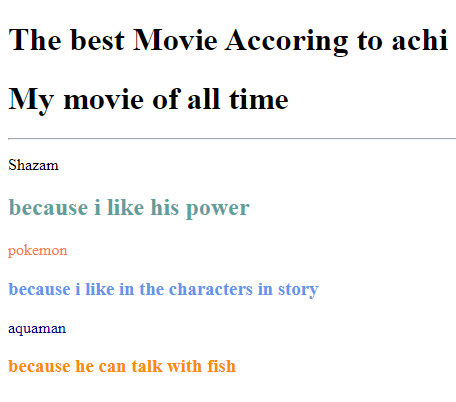 The best Movie Accoring to achi
My movie of all time
Shazam
because i like his power
pokemon
because i like in the characters in story
aquaman
because he can talk with fish